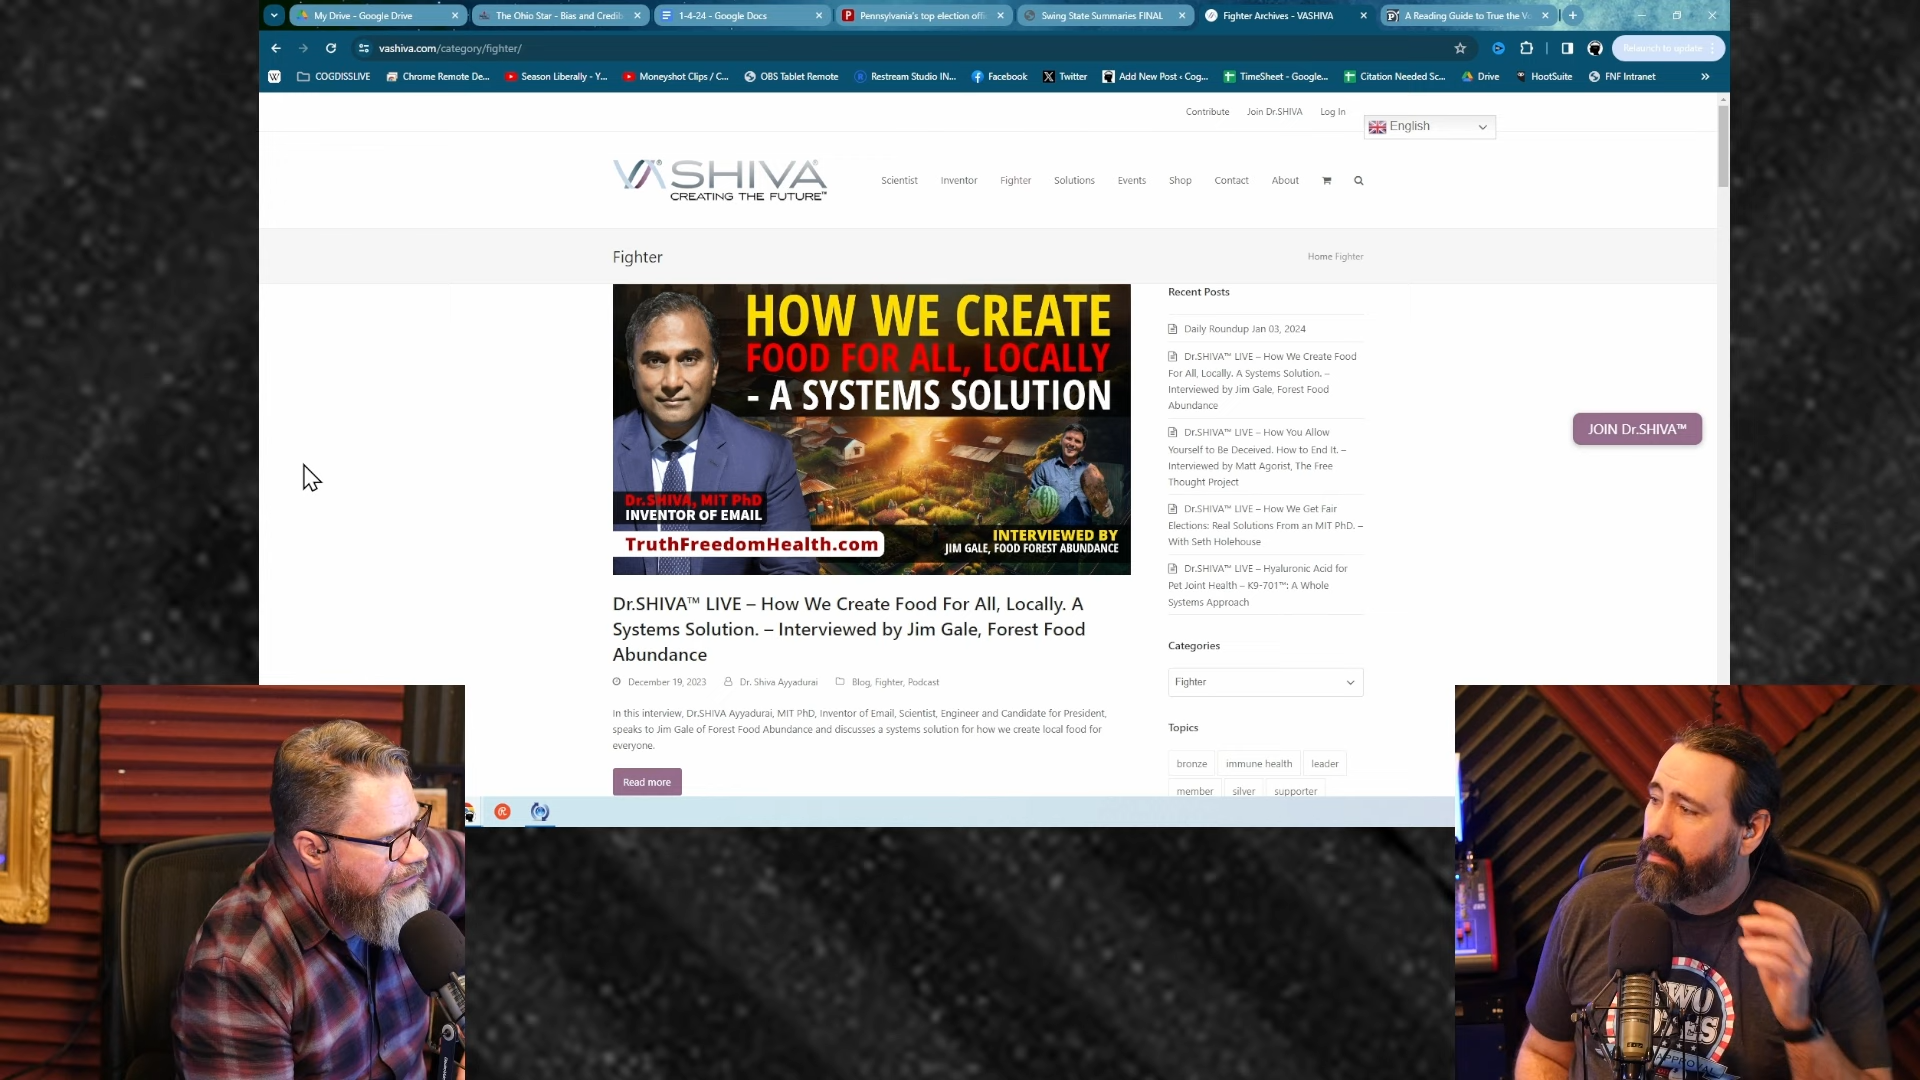 My Drive - Google Drive
The Ohio Star - Bias and Credib
1-4-24 - Google Docs
Pennsylvania's top election offi
Swing State Summaries FINAL
Fighter Archives - VASHIVA
A Reading Guide to True the Vo
vashiva.com/category/fighter/
Relaunch to update
COGDISSLIVE
Chrome Remote De...
Season Liberally - Y...
Moneyshot Clips / C...
OBS Tablet Remote
Restream Studio IN...
Facebook
Twitter
Add New Post ‹ Cog...
TimeSheet - Google...
Citation Needed Sc...
Drive
HootSuite
FNF Intranet
Contribute
Join Dr.SHIVA
Log In
English
VASHIVA
CREATING THE FUTURE™
Scientist
Inventor
Fighter
Solutions
Events
Shop
Contact
About
Fighter
Home Fighter
HOW WE CREATE
FOOD FOR ALL, LOCALLY
- A SYSTEMS SOLUTION
Dr.SHIVA, MIT PhD
INVENTOR OF EMAIL
TruthFreedomHealth.com
INTERVIEWED BY
JIM GALE, FOOD FOREST ABUNDANCE
Dr.SHIVA™ LIVE – How We Create Food For All, Locally. A
Systems Solution. – Interviewed by Jim Gale, Forest Food
Abundance
December 19, 2023
Dr. Shiva Ayyadurai
Blog, Fighter, Podcast
In this interview, Dr.SHIVA Ayyadurai, MIT PhD, Inventor of Email, Scientist, Engineer and Candidate for President,
speaks to Jim Gale of Forest Food Abundance and discusses a systems solution for how we create local food for
everyone.
Read more
Recent Posts
Daily Roundup Jan 03, 2024
Dr.SHIVA™ LIVE – How We Create Food
For All, Locally. A Systems Solution. –
Interviewed by Jim Gale, Forest Food
Abundance
Dr.SHIVA™ LIVE – How You Allow
Yourself to Be Deceived. How to End It. –
Interviewed by Matt Agorist, The Free
Thought Project
Dr.SHIVA™ LIVE – How We Get Fair
Elections: Real Solutions From an MIT PhD. –
With Seth Holehouse
Dr.SHIVA™ LIVE – Hyaluronic Acid for
Pet Joint Health – K9-701™: A Whole
Systems Approach
Categories
Fighter
Topics
bronze
immune health
leader
member
silver
supporter
JOIN Dr.SHIVA™
APPROVAL